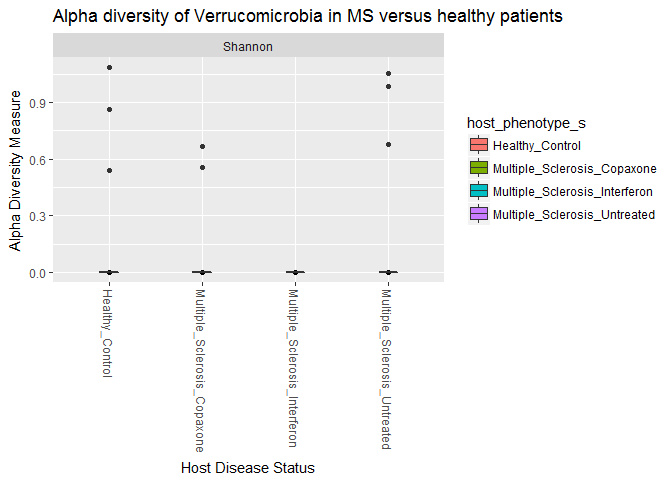 Alpha diversity of Verrucomicrobia in MS versus healthy patients
Shannon
Alpha Diversity Measure
0.9
0.6
0.3
0.0
Healthy_Control
Multiple_Sclerosis_Copaxone
Multiple_Sclerosis_Interferon
Multiple_Sclerosis_Untreated
Host Disease Status
host_phenotype_s
Healthy_Control
Multiple_Sclerosis_Copaxone
Multiple_Sclerosis_Interferon
Multiple_Sclerosis_Untreated